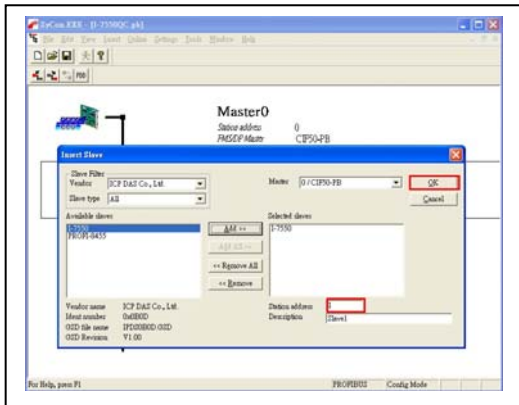 SyCon.EXE - [I-7550QC.pb]
File Edit View Insert Online Settings Tools Window Help
Master0
Station address 0
FMS/DP Master CIF50-PB
Insert Slave
Slave Filter
Vendor ICP DAS Co., Ltd.
Slave type All
Master 0 / CIF50-PB
OK
Cancel
Available slaves
I-7550
PROFI-8455
Add >>
Add All >>
<< Remove All
<< Remove
Selected slaves
I-7550
Vendor name ICP DAS Co., Ltd.
Ident number 0x0B0D
GSD file name IPDS0B0D.GSD
GSD Revision V1.00
Station address 1
Description Slave1
For Help, press F1
PROFIBUS Config Mode